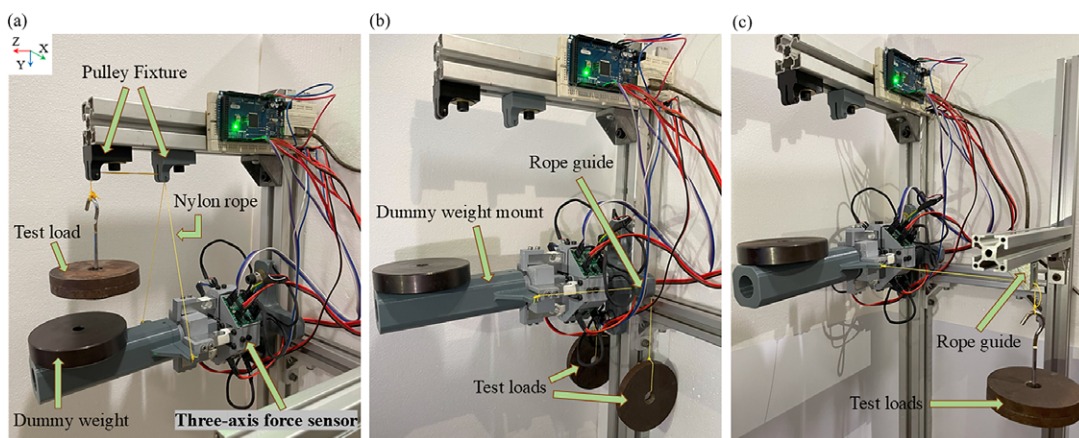 (a)
(b)
(c)
Z
X
Y
Pulley Fixture
Nylon rope
Test load
Dummy weight
Three-axis force sensor
Rope guide
Dummy weight mount
Test loads
Rope guide
Test loads